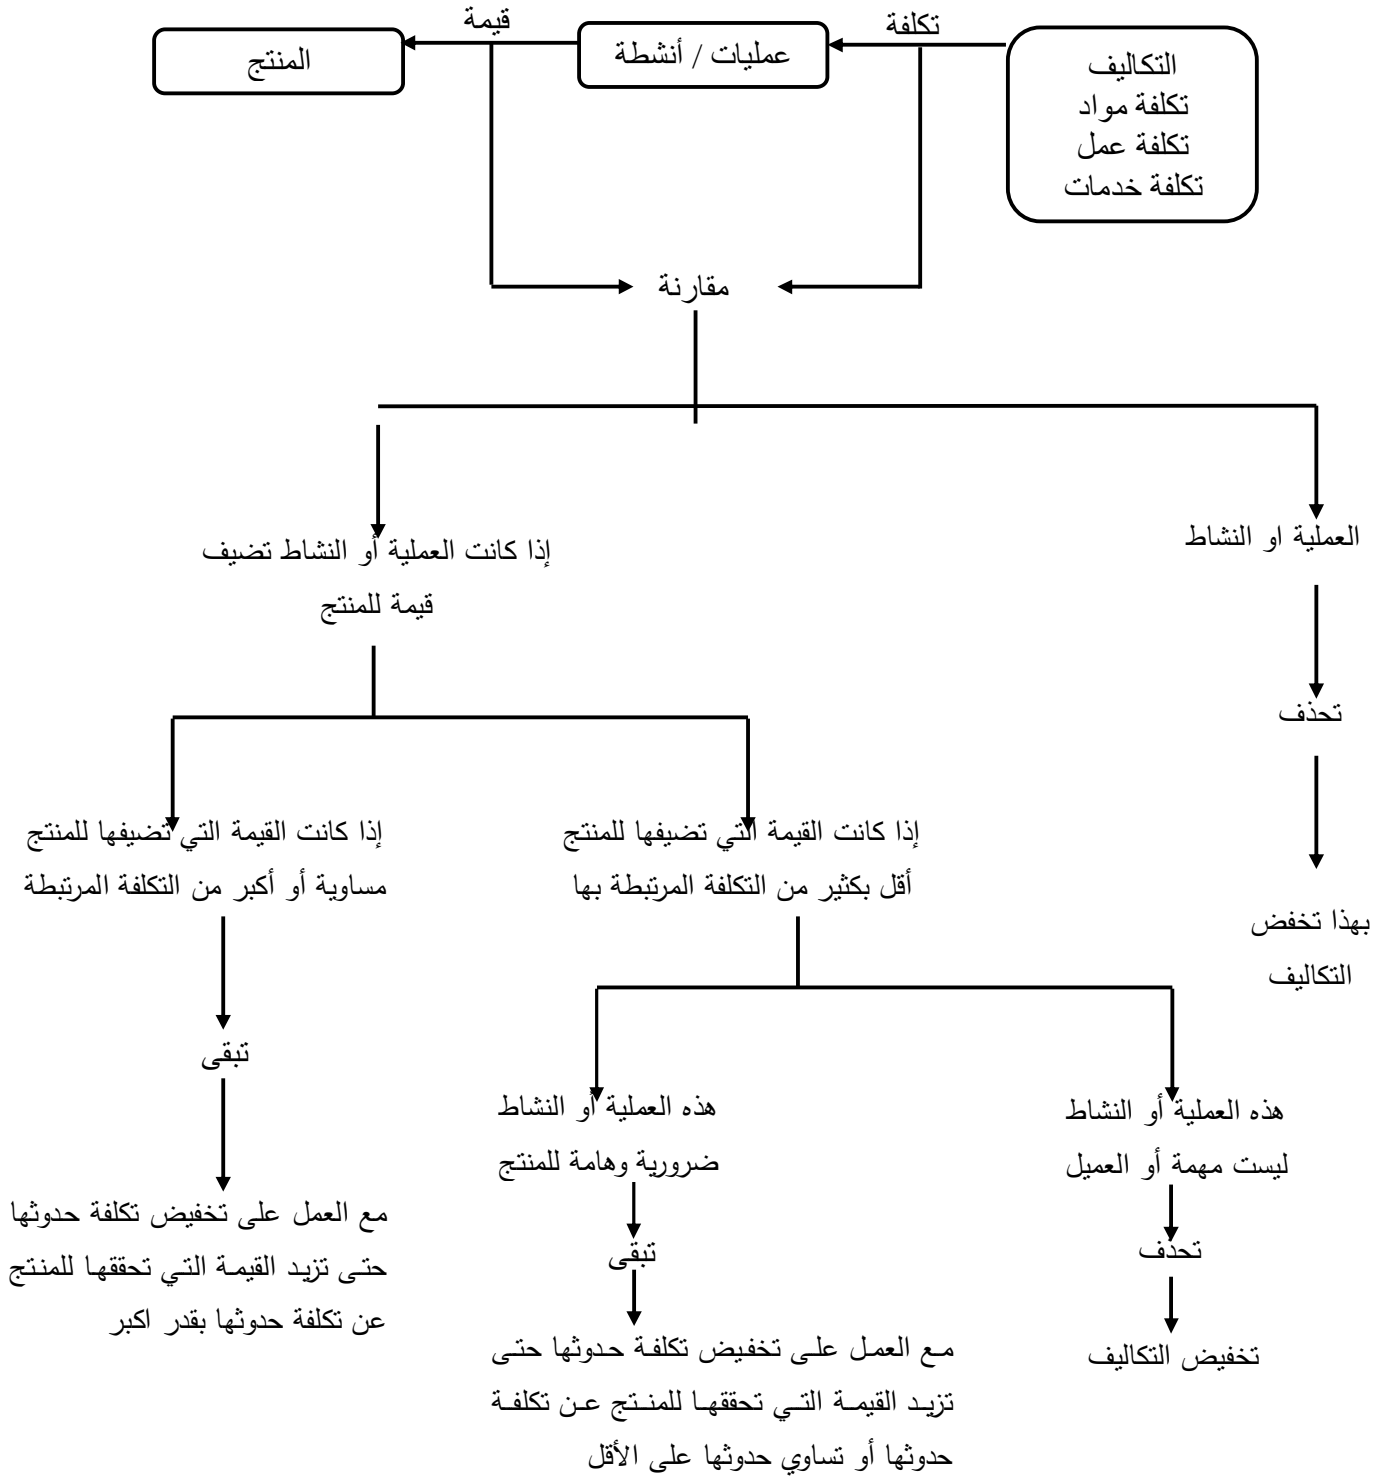 تكلفة
قيمة
التكاليف
تكلفة مواد
تكلفة عمل
تكلفة خدمات
عمليات / أنشطة
المنتج
مقارنة
العملية او النشاط
تحذف
بهذا تخفض
التكاليف
إذا كانت العملية أو النشاط تضيف
قيمة للمنتج
إذا كانت القيمة التي تضيفها للمنتج
أقل بكثير من التكلفة المرتبطة بها
إذا كانت القيمة التي تضيفها للمنتج
مساوية أو أكبر من التكلفة المرتبطة
هذه العملية أو النشاط
ليست مهمة أو العميل
تحذف
تخفيض التكاليف
هذه العملية أو النشاط
ضرورية وهامة للمنتج
تبقى
مع العمل على تخفيض تكلفة حدوثها حتى
تزيد القيمة التي تحققها للمنتج عن تكلفة
حدوثها أو تساوي حدوثها على الأقل
تبقى
مع العمل على تخفيض تكلفة حدوثها
حتى تزيد القيمة التي تحققها للمنتج
عن تكلفة حدوثها بقدر اكبر